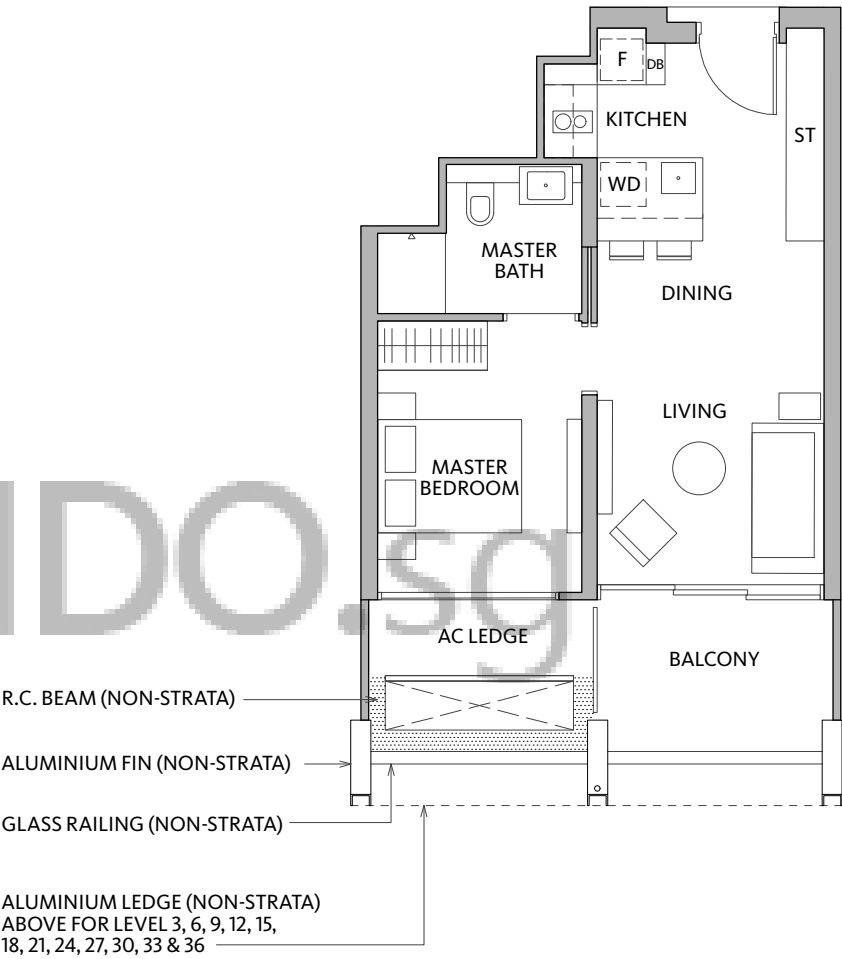 F
DB
KITCHEN
ST
WD
MASTER
BATH
DINING
LIVING
MASTER
BEDROOM
NDO.sg
AC LEDGE
BALCONY
R.C. BEAM (NON-STRATA)
ALUMINIUM FIN (NON-STRATA)
GLASS RAILING (NON-STRATA)
ALUMINIUM LEDGE (NON-STRATA)
ABOVE FOR LEVEL 3, 6, 9, 12, 15,
18, 21, 24, 27, 30, 33 & 36